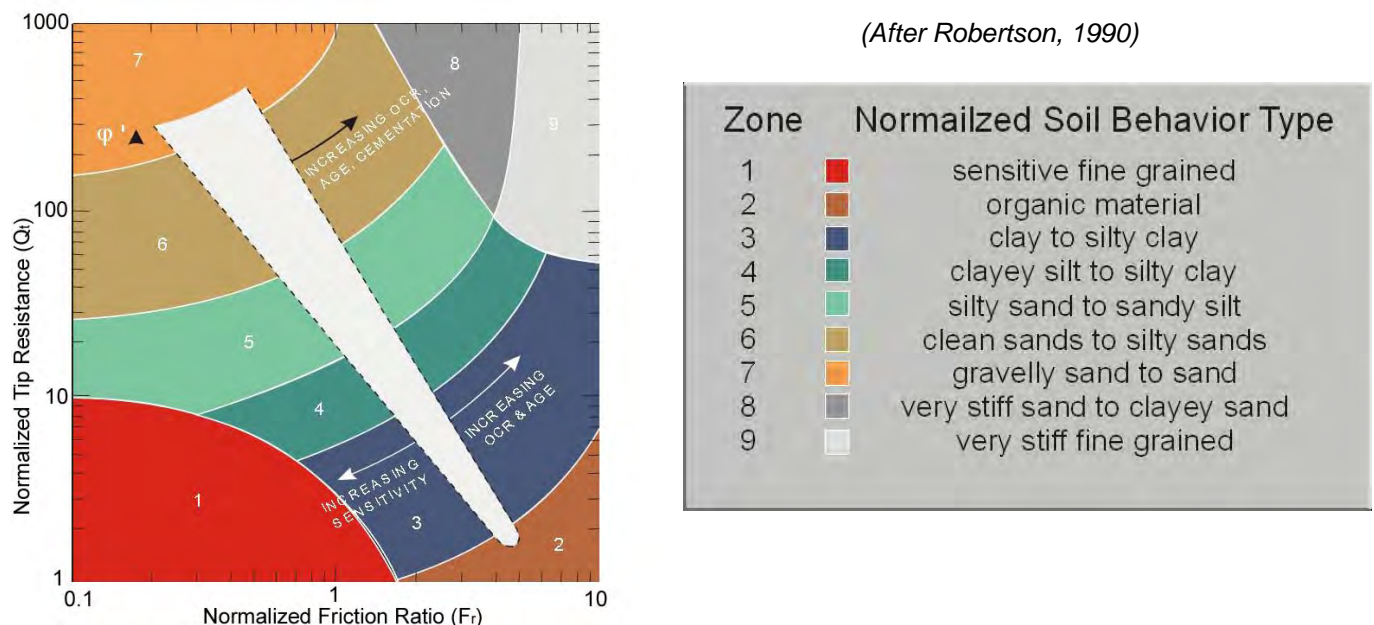 1000
100
10
1
0.1
1
10
Normalized Tip Resistance (Qt)
Normalized Friction Ratio (Fr)
7
8
9
φ'
6
5
4
3
2
1
INCREASING OCR,
AGE, CEMENTATION
INCREASING
OCR & AGE
INCREASING
SENSITIVITY
(After Robertson, 1990)
Zone Normailzed Soil Behavior Type
1 sensitive fine grained
2 organic material
3 clay to silty clay
4 clayey silt to silty clay
5 silty sand to sandy silt
6 clean sands to silty sands
7 gravelly sand to sand
8 very stiff sand to clayey sand
9 very stiff fine grained